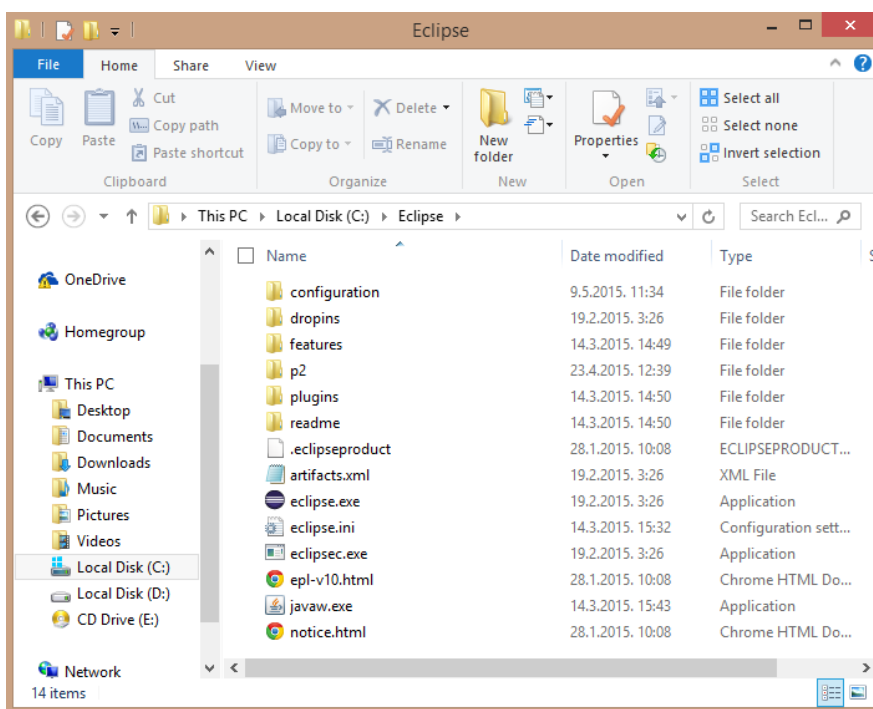 Eclipse
File Home Share View
Copy
Paste
Cut
Copy path
Paste shortcut
Clipboard
Move to
Copy to
Delete
Rename
Organize
New folder
New
Properties
Open
Select all
Select none
Invert selection
Select
This PC Local Disk (C:) Eclipse
Search Ecl...
OneDrive
Homegroup
This PC
Desktop
Documents
Downloads
Music
Pictures
Videos
Local Disk (C:)
Local Disk (D:)
CD Drive (E:)
Network
Name Date modified Type S
configuration 9.5.2015. 11:34 File folder
dropins 19.2.2015. 3:26 File folder
features 14.3.2015. 14:49 File folder
p2 23.4.2015. 12:39 File folder
plugins 14.3.2015. 14:50 File folder
readme 14.3.2015. 14:50 File folder
.eclipseproduct 28.1.2015. 10:08 ECLIPSEPRODUCT...
artifacts.xml 19.2.2015. 3:26 XML File
eclipse.exe 19.2.2015. 3:26 Application
eclipse.ini 14.3.2015. 15:32 Configuration sett...
eclipsec.exe 19.2.2015. 3:26 Application
epl-v10.html 28.1.2015. 10:08 Chrome HTML Do...
javaw.exe 14.3.2015. 15:43 Application
notice.html 28.1.2015. 10:08 Chrome HTML Do...
14 items